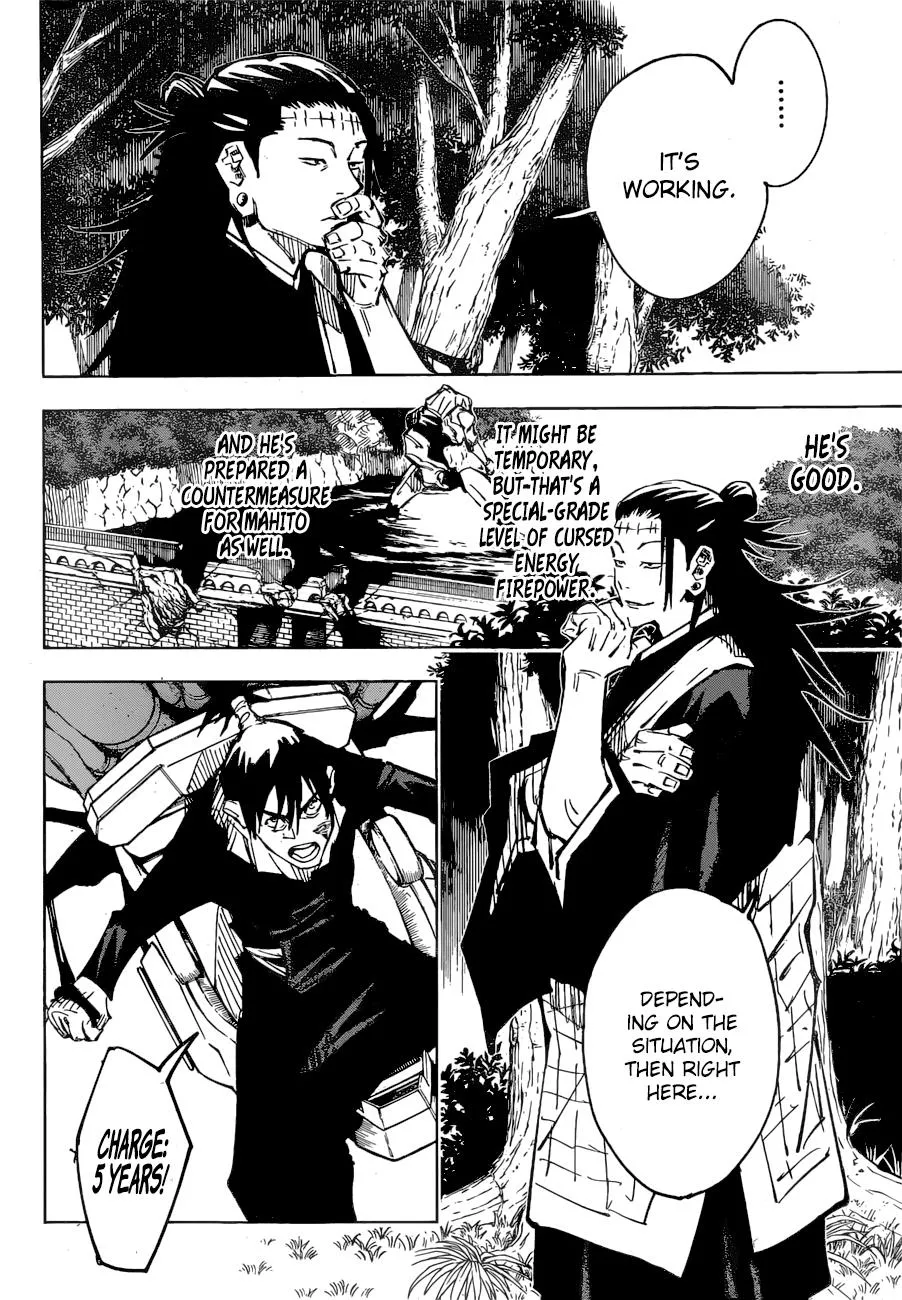 ......
IT'S
WORKING.
HE'S
GOOD.
IT MIGHT BE
TEMPORARY,
BUT-THAT'S A
SPECIAL-GRADE
LEVEL OF CURSED
ENERGY
FIREPOWER.
AND HE'S
PREPARED A
COUNTERMEASURE
FOR MAHITO
AS WELL.
DEPEND-
ING ON THE
SITUATION,
THEN RIGHT
HERE...
CHARGE:
5 YEARS!